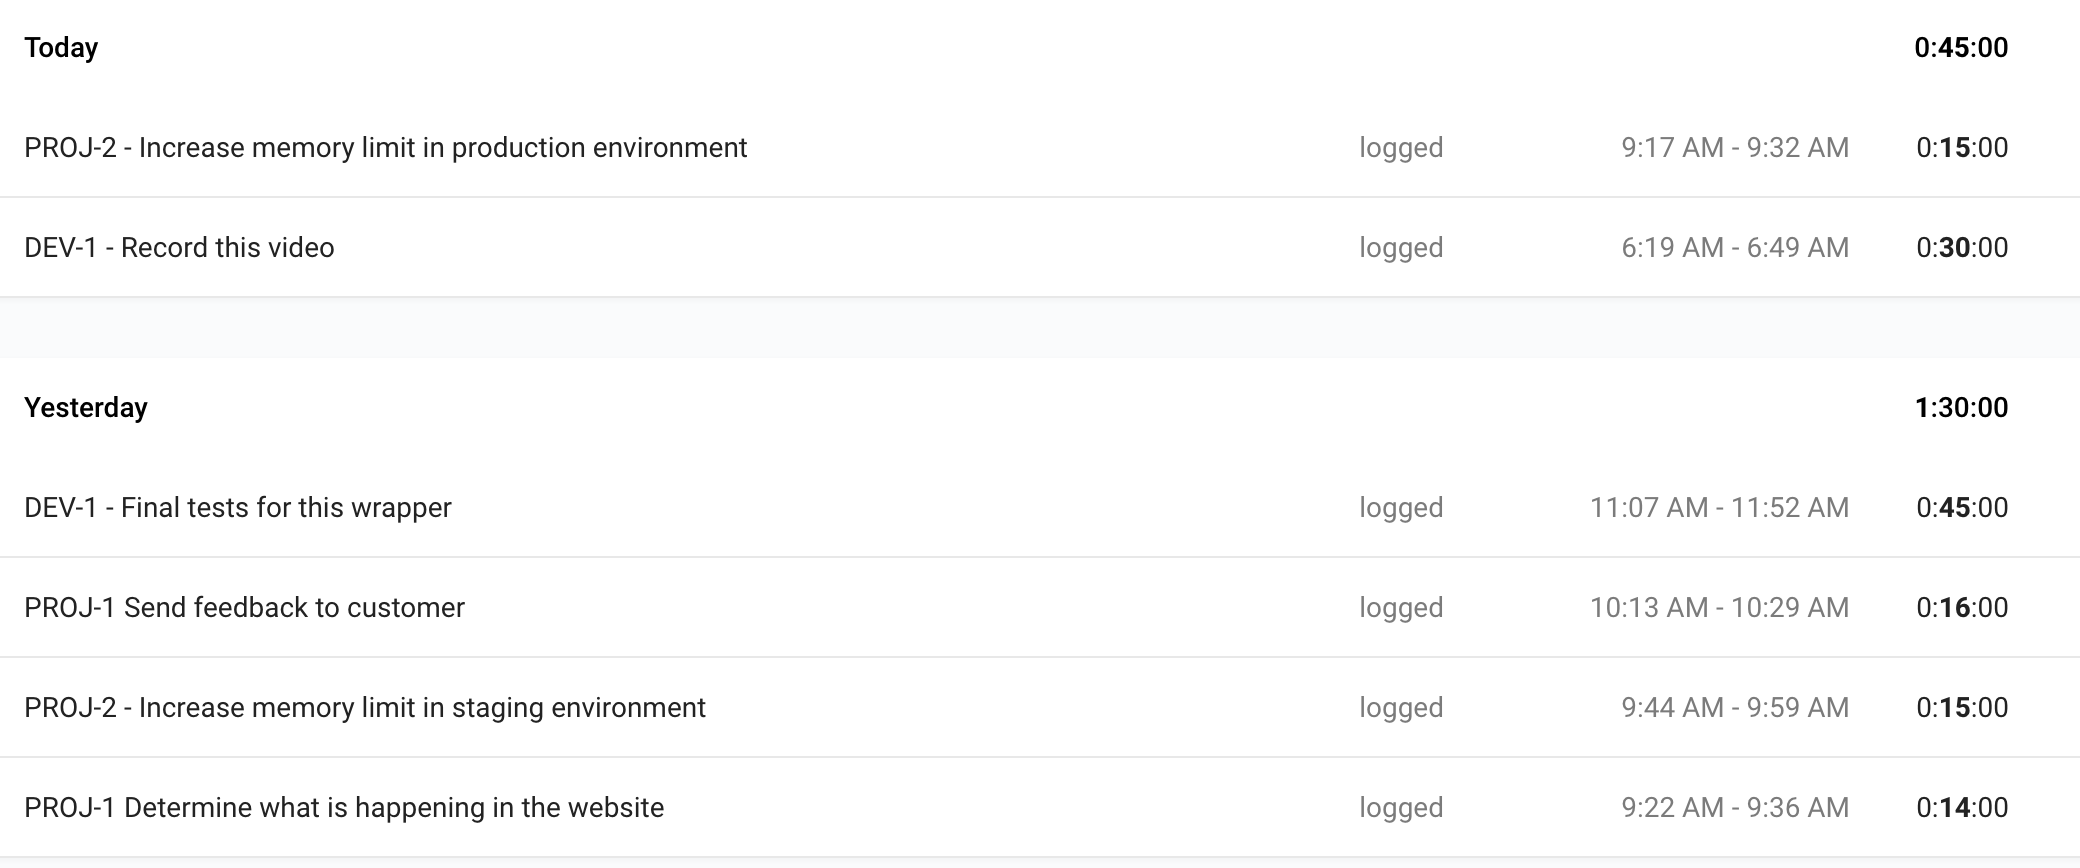 Today 0:45:00
PROJ-2 - Increase memory limit in production environment logged 9:17 AM - 9:32 AM 0:15:00
DEV-1 - Record this video logged 6:19 AM - 6:49 AM 0:30:00
Yesterday 1:30:00
DEV-1 - Final tests for this wrapper logged 11:07 AM - 11:52 AM 0:45:00
PROJ-1 Send feedback to customer logged 10:13 AM - 10:29 AM 0:16:00
PROJ-2 - Increase memory limit in staging environment logged 9:44 AM - 9:59 AM 0:15:00
PROJ-1 Determine what is happening in the website logged 9:22 AM - 9:36 AM 0:14:00